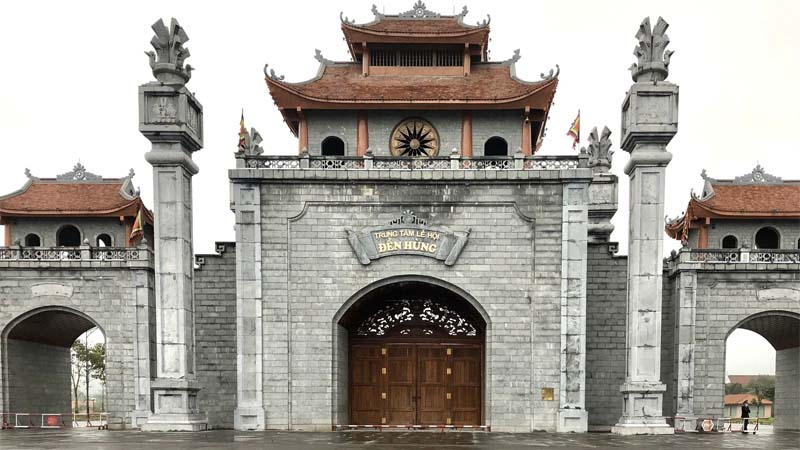 TRUNG TÂM LỄ HỘI
ĐỀN HÙNG